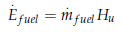 Ė_fuel = ṁ_fuel H_u